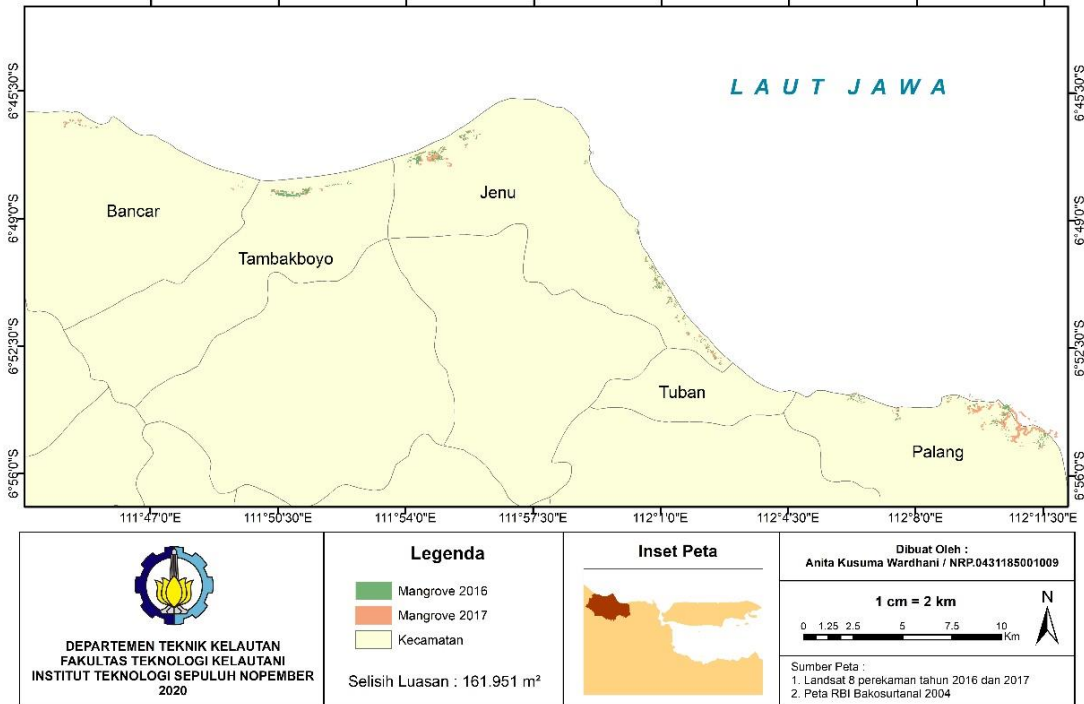 LAUT JAWA
6°45'30"S
6°49'0"S
6°52'30"S
6°56'0"S
6°45'30"S
6°49'0"S
6°52'30"S
6°56'0"S
Bancar
Tambakboyo
Jenu
Tuban
Palang
111°47'0"E 111°50'30"E 111°54'0"E 111°57'30"E 112°1'0"E 112°4'30"E 112°8'0"E 112°11'30"E
DEPARTEMEN TEKNIK KELAUTAN
FAKULTAS TEKNOLOGI KELAUTANI
INSTITUT TEKNOLOGI SEPULUH NOPEMBER
2020
Legenda
Mangrove 2016
Mangrove 2017
Kecamatan
Selisih Luasan : 161.951 m²
Inset Peta
Dibuat Oleh :
Anita Kusuma Wardhani / NRP.0431185001009
1 cm = 2 km
N
0 1.25 2.5 5 7.5 10
Km
Sumber Peta :
1. Landsat 8 perekaman tahun 2016 dan 2017
2. Peta RBI Bakosurtanal 2004